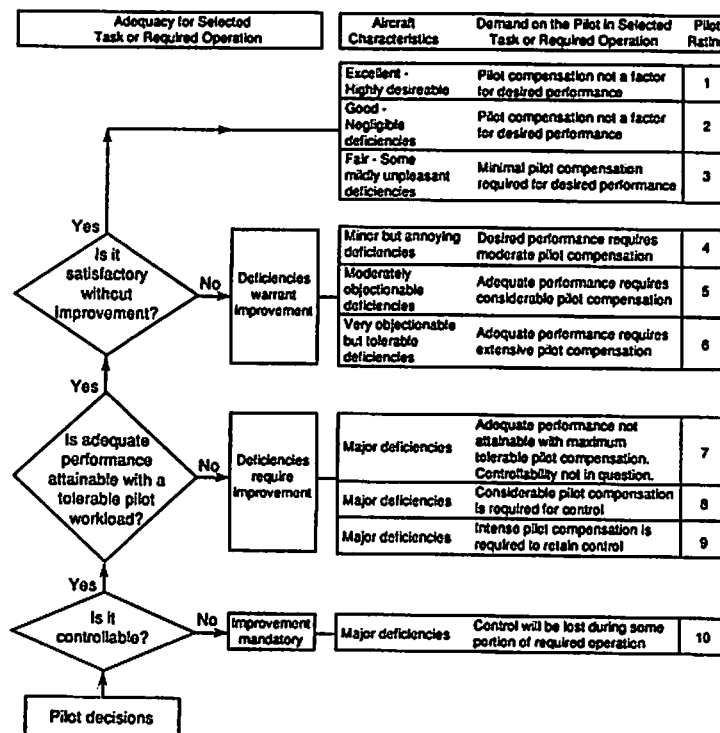 Adequacy for Selected
Task or Required Operation
Aircraft
Characteristics
Demand on the Pilot in Selected
Task or Required Operation
Pilot
Rating
Excellent -
Highly desireable
Pilot compensation not a factor
for desired performance
1
Good -
Negligible
deficiencies
Pilot compensation not a factor
for desired performance
2
Fair - Some
mildly unpleasant
deficiencies
Minimal pilot compensation
required for desired performance
3
Yes
Is it
satisfactory
without
improvement?
No
Deficiencies
warrant
improvement
Minor but annoying
deficiencies
Desired performance requires
moderate pilot compensation
4
Moderately
objectionable
deficiencies
Adequate performance requires
considerable pilot compensation
5
Very objectionable
but tolerable
deficiencies
Adequate performance requires
extensive pilot compensation
6
Yes
Is adequate
performance
attainable with a
tolerable pilot
workload?
No
Deficiencies
require
improvement
Major deficiencies
Adequate performance not
attainable with maximum
tolerable pilot compensation.
Controllability not in question.
7
Major deficiencies
Considerable pilot compensation
is required for control
8
Major deficiencies
Intense pilot compensation is
required to retain control
9
Yes
Is it
controllable?
No
Improvement
mandatory
Major deficiencies
Control will be lost during some
portion of required operation
10
Pilot decisions